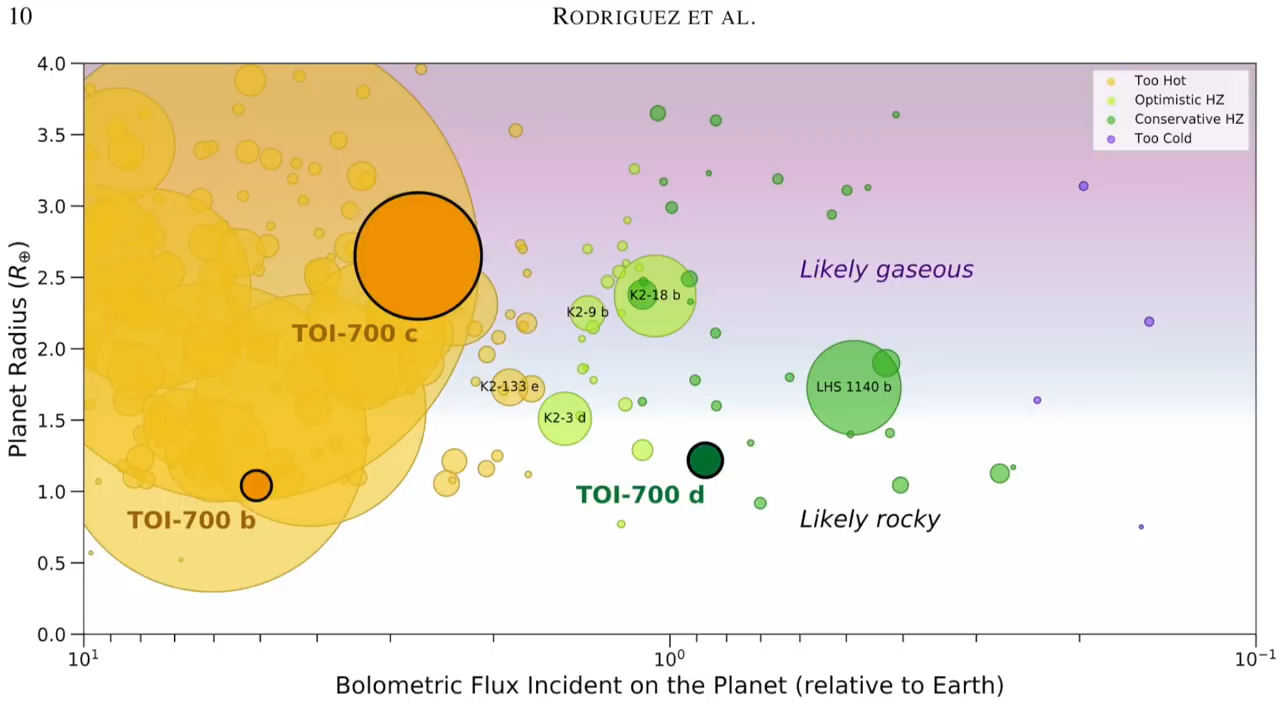 10
RODRIGUEZ ET AL.
4.0
3.5
3.0
2.5
2.0
1.5
1.0
0.5
0.0
Planet Radius (R⊕)
Too Hot
Optimistic HZ
Conservative HZ
Too Cold
Likely gaseous
K2-18 b
K2-9 b
TOI-700 c
K2-133 e
LHS 1140 b
K2-3 d
TOI-700 d
TOI-700 b
Likely rocky
10¹
10⁰
10⁻¹
Bolometric Flux Incident on the Planet (relative to Earth)